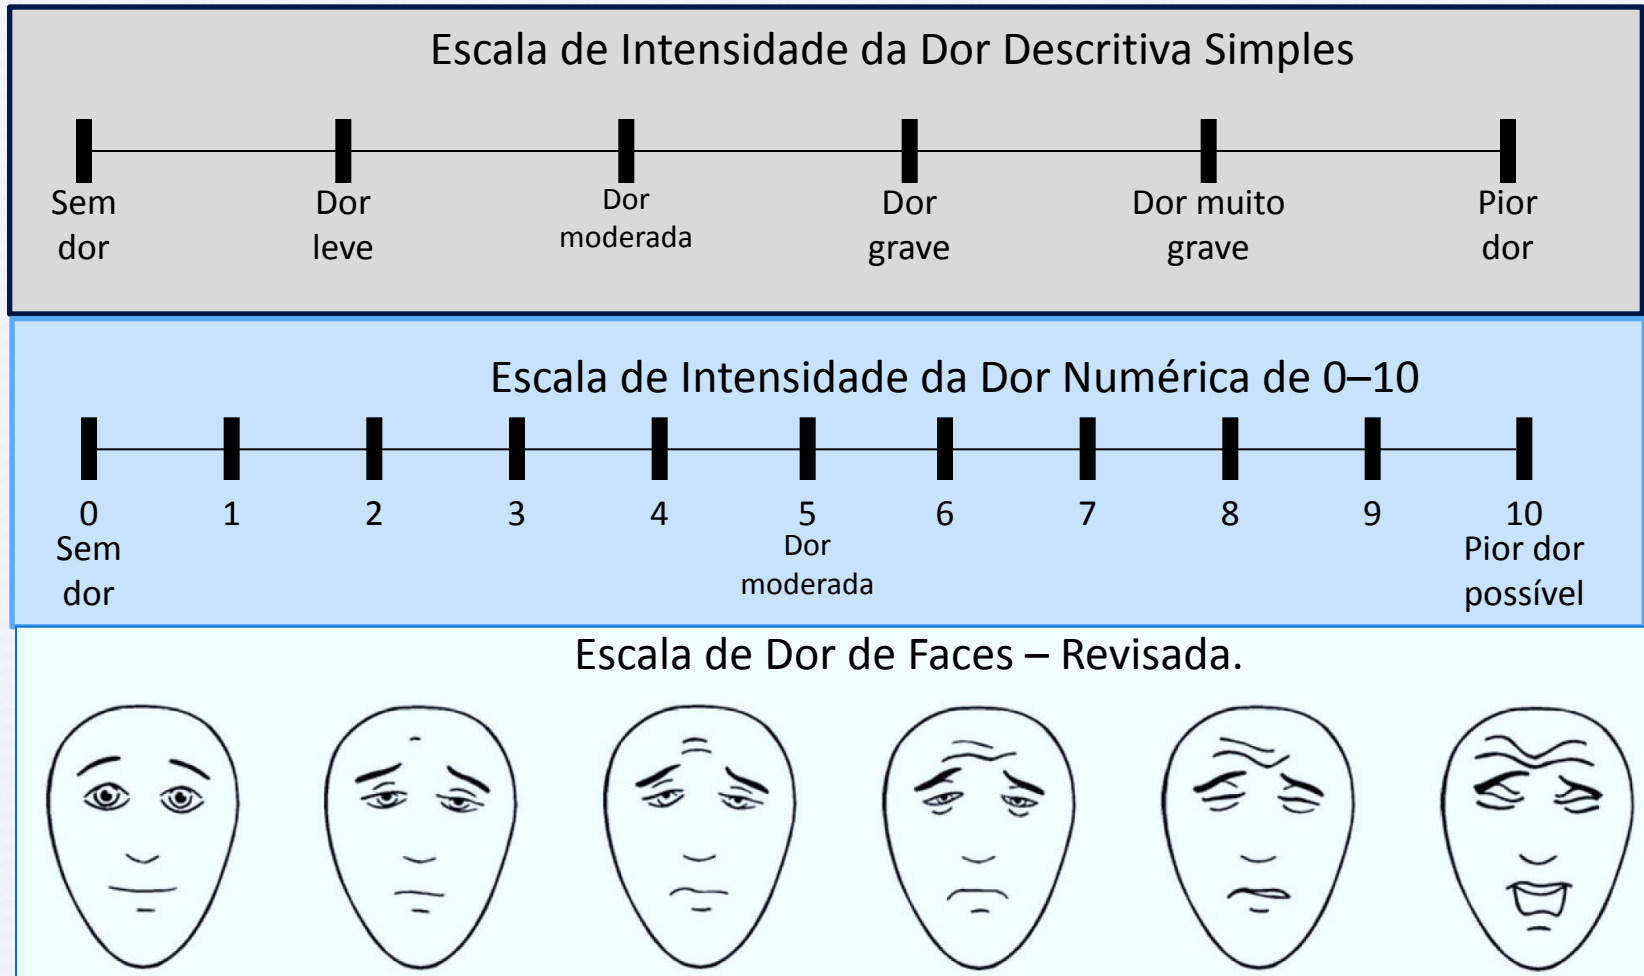 Escala de Intensidade da Dor Descritiva Simples
Sem Dor Dor Dor Dor muito Pior
dor leve moderada grave grave dor
Escala de Intensidade da Dor Numérica de 0–10
0 1 2 3 4 5 6 7 8 9 10
Sem Dor Pior dor
dor moderada possível
Escala de Dor de Faces – Revisada.